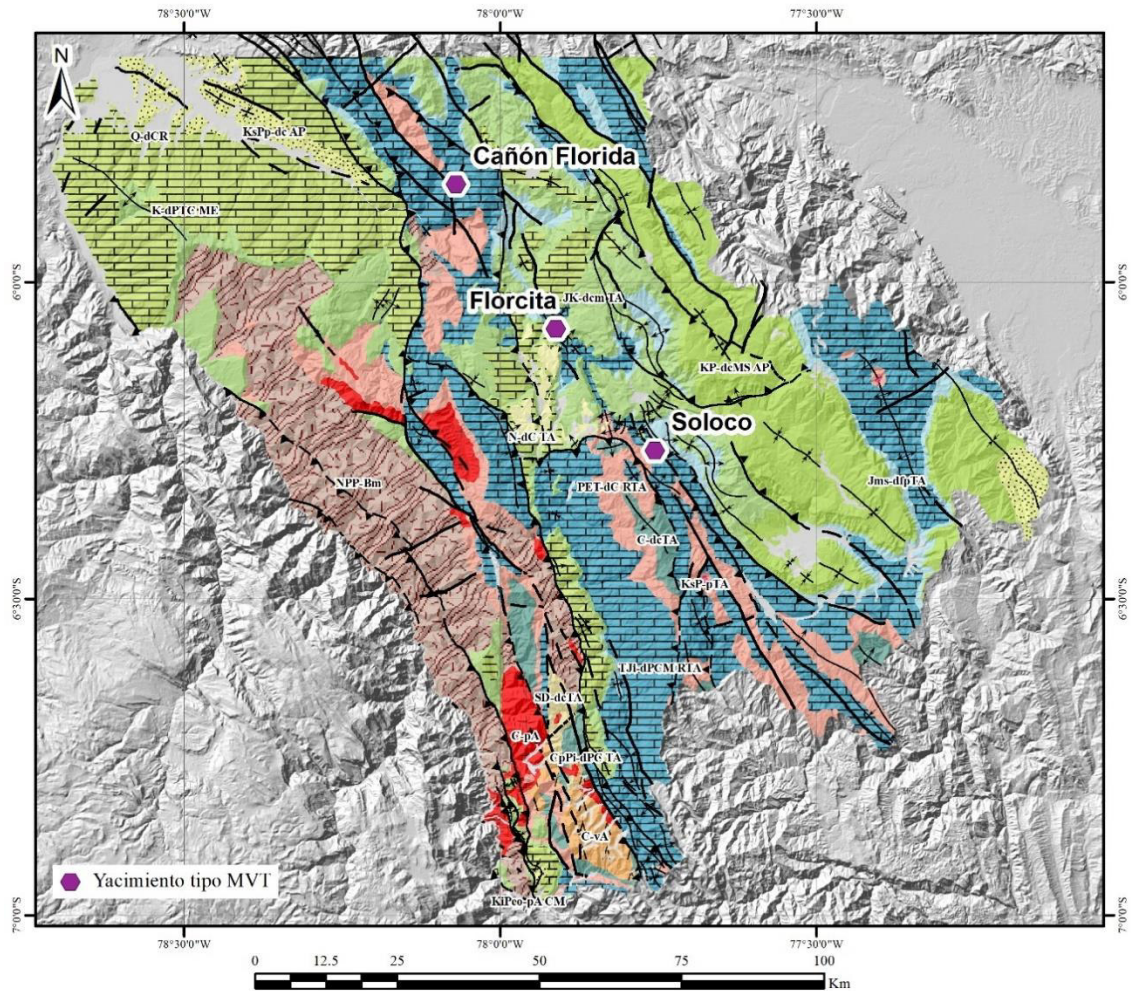 78°30'0"W 78°0'0"W 77°30'0"W
N
KsPp-dc AP
Q-dCR
Cañón Florida
K-dPTC ME
6°0'0"S 6°0'0"S
Florcita
JK-dcm TA
KP-dcMS AP
Soloco
N-dC TA
NPP-Bm
PET-dC RTA
Jms-dfpTA
C-dcTA
KsP-pTA
6°30'0"S 6°30'0"S
TJi-dPCM RTA
SD-dcTA
C-pA
CpPi-dPC TA
C-vA
Yacimiento tipo MVT
KiPeo-pA CM
7°0'0"S 7°0'0"S
78°30'0"W 78°0'0"W 77°30'0"W
0 12.5 25 50 75 100
Km